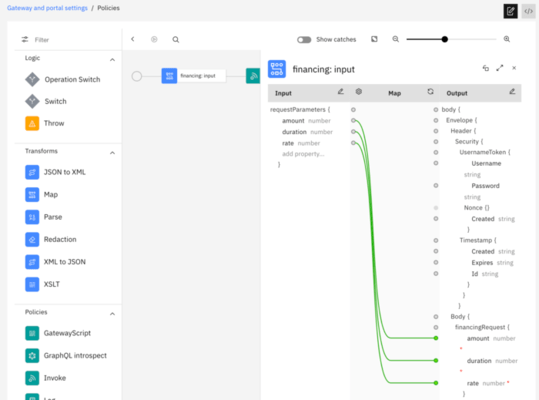 Gateway and portal settings / Policies
Filter
Show catches
Logic
Operation Switch
Switch
Throw
Transforms
JSON to XML
Map
Parse
Redaction
XML to JSON
XSLT
Policies
GatewayScript
GraphQL introspect
Invoke
financing: input
financing: input
Input Map Output
requestParameters {
amount number
duration number
rate number
add property...
}
body {
Envelope {
Header {
Security {
UsernameToken {
Username
string
Password
string
Nonce {}
Created string
}
Timestamp {
Created string
Expires string
Id string
}
}
}
Body {
financingRequest {
amount number
*
duration number
*
rate number *
}